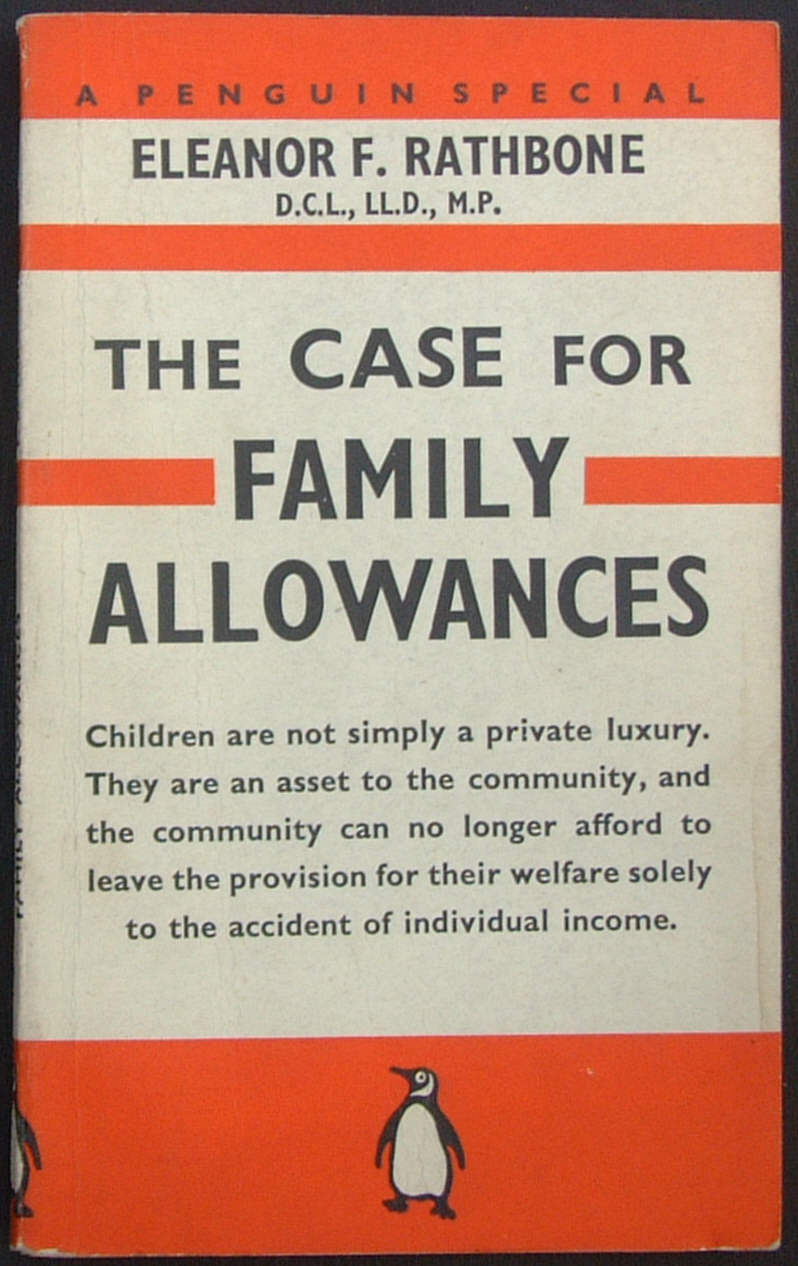 A PENGUIN SPECIAL
ELEANOR F. RATHBONE
D.C.L., LL.D., M.P.
THE CASE FOR
FAMILY
ALLOWANCES
Children are not simply a private luxury.
They are an asset to the community, and
the community can no longer afford to
leave the provision for their welfare solely
to the accident of individual income.
FAMILY ALLOWANCES